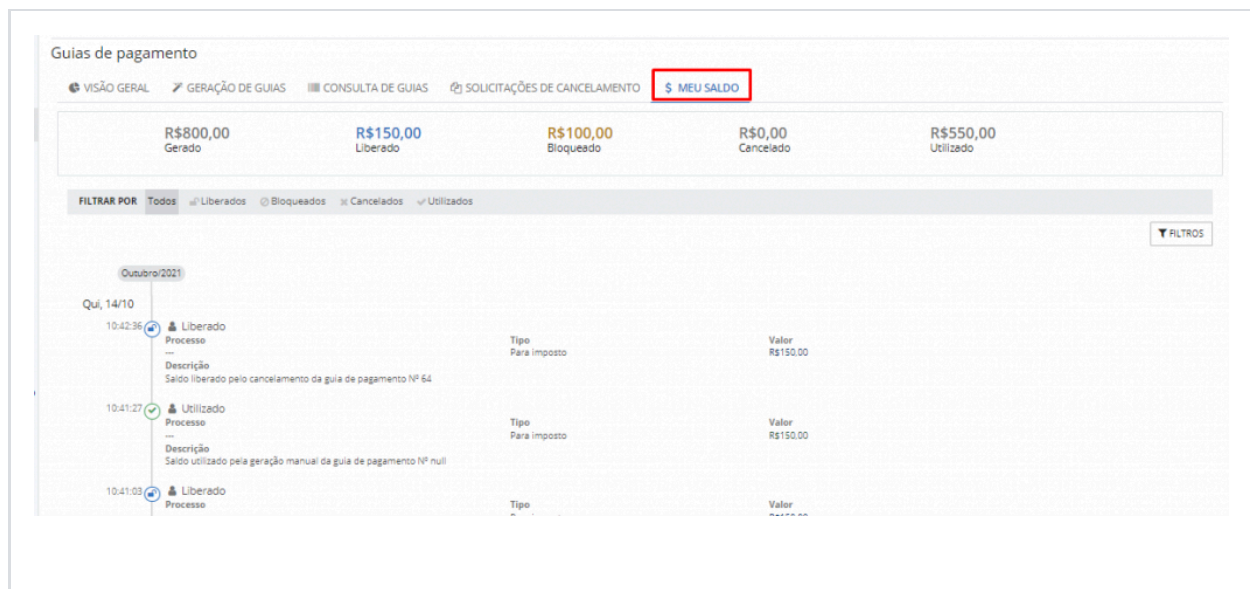 Guias de pagamento
VISÃO GERAL GERAÇÃO DE GUIAS CONSULTA DE GUIAS SOLICITAÇÕES DE CANCELAMENTO $ MEU SALDO
R$800,00 R$150,00 R$100,00 R$0,00 R$550,00
Gerado Liberado Bloqueado Cancelado Utilizado
FILTRAR POR Todos Liberados Bloqueados Cancelados Utilizados
FILTROS
Outubro/2021
Qui, 14/10
10:42:36 Liberado
Processo Tipo Valor
--- Para imposto R$150,00
Descrição
Saldo liberado pelo cancelamento da guia de pagamento Nº 64
10:41:27 Utilizado
Processo Tipo Valor
--- Para imposto R$150,00
Descrição
Saldo utilizado pela geração manual da guia de pagamento Nº null
10:41:03 Liberado
Processo Tipo Valor